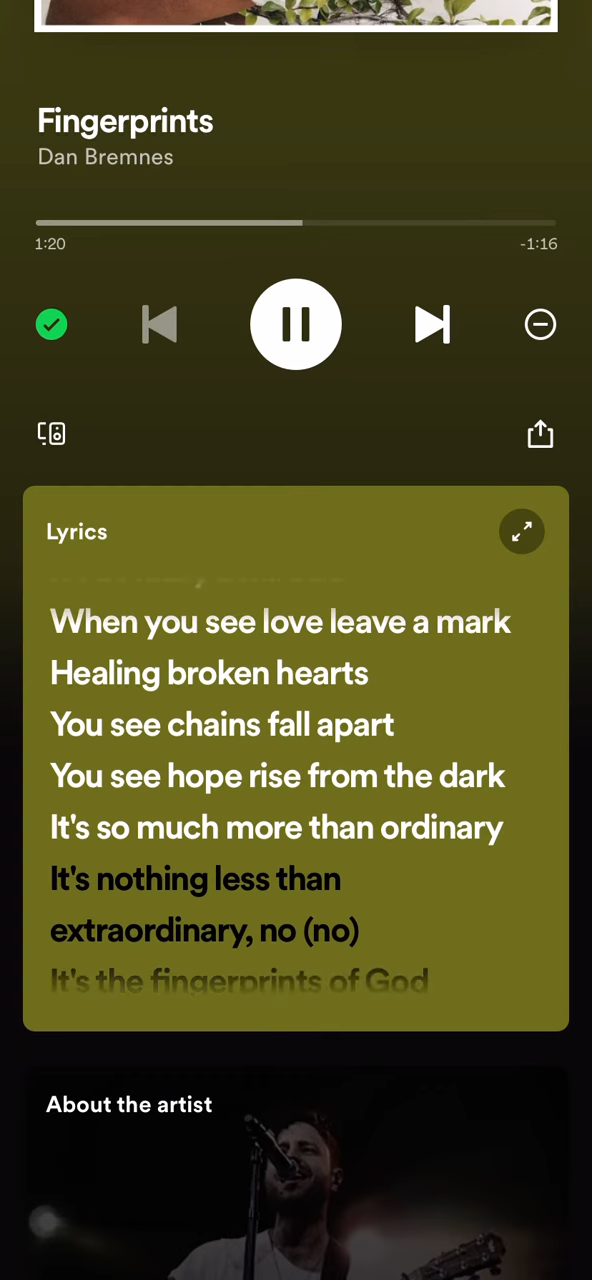 Fingerprints
Dan Bremnes
1:20
-1:16
Lyrics
When you see love leave a mark
Healing broken hearts
You see chains fall apart
You see hope rise from the dark
It's so much more than ordinary
It's nothing less than
extraordinary, no (no)
It's the fingerprints of God
About the artist